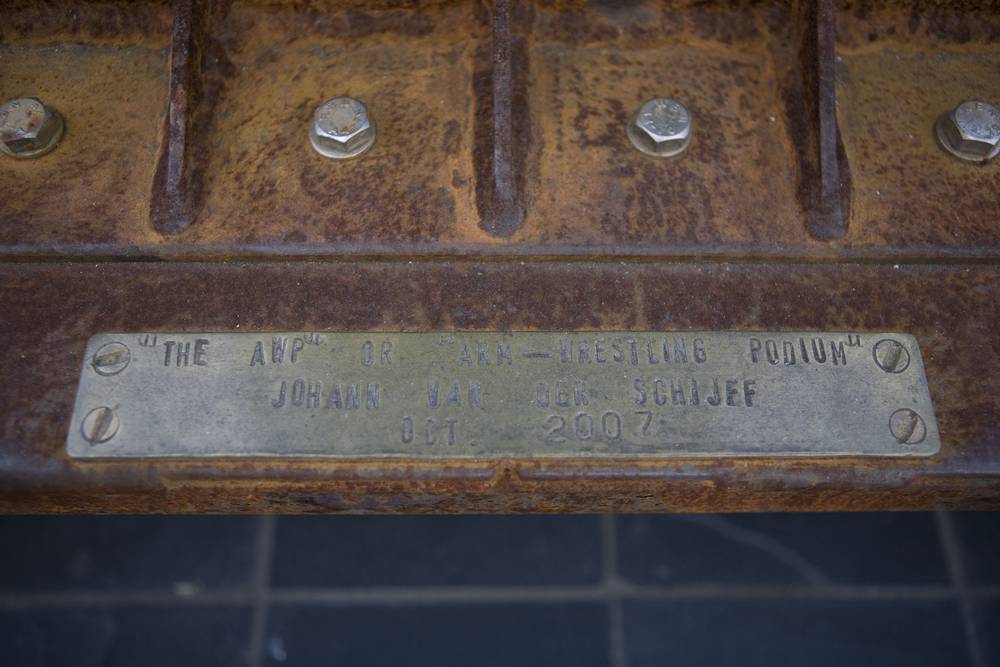 "THE AWP" OR "ARM-WRESTLING PODIUM"
JOHANN VAN DER SCHIJFF
OCT 2007